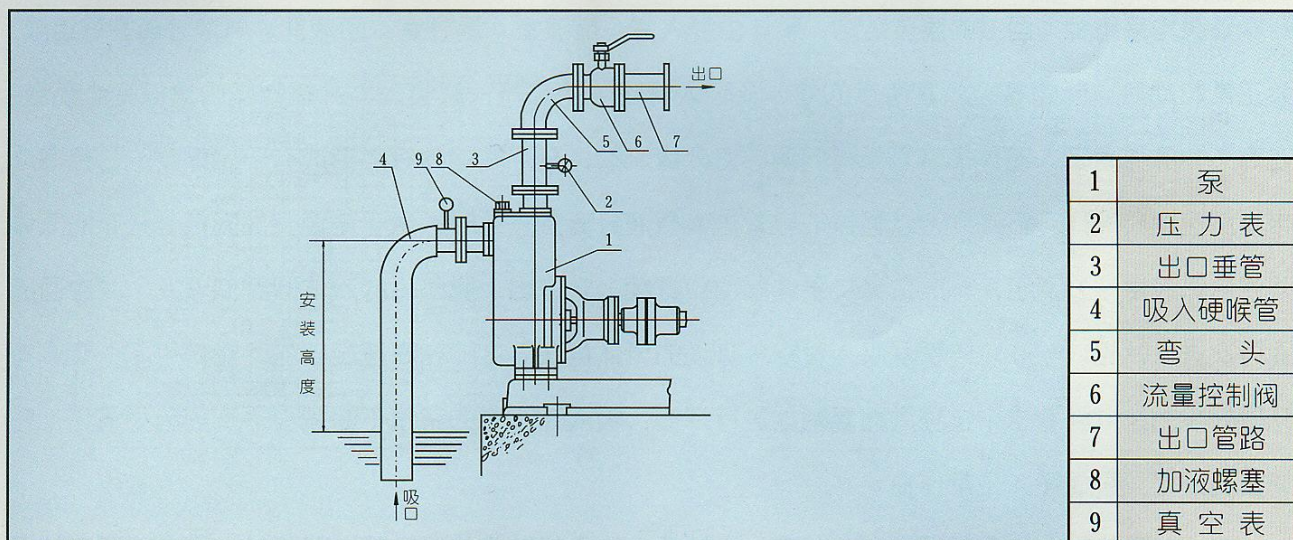 出口
5 6 7
4 9 8 3
2
1
安装高度
吸口
1 泵
2 压力表
3 出口垂管
4 吸入硬喉管
5 弯头
6 流量控制阀
7 出口管路
8 加液螺塞
9 真空表